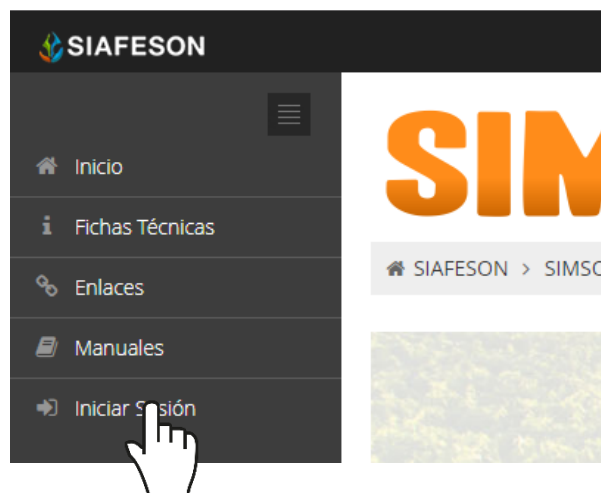 SIAFESON
Inicio
Fichas Técnicas
Enlaces
Manuales
Iniciar Sesión
SIM
SIAFESON > SIMSO